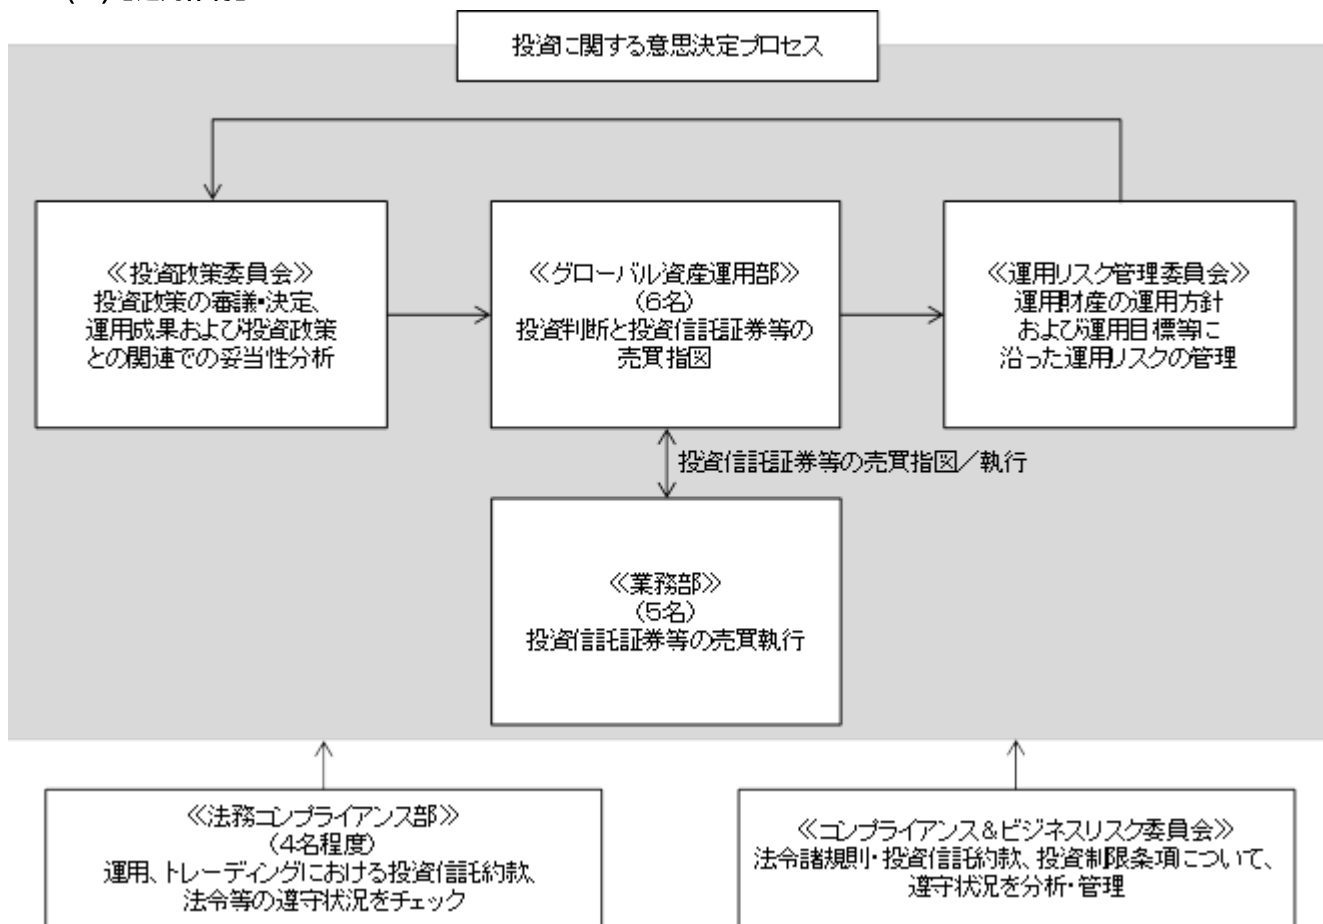 投資に関する意思決定プロセス
≪投資政策委員会≫
投資政策の審議・決定、
運用成果および投資政策
との関連での妥当性分析
≪グローバル資産運用部≫
(6名)
投資判断と投資信託証券等の
売買指図
≪運用リスク管理委員会≫
運用財産の運用方針
および運用目標等に
沿った運用リスクの管理
投資信託証券等の売買指図／執行
≪業務部≫
(5名)
投資信託証券等の売買執行
≪法務コンプライアンス部≫
(4名程度)
運用、トレーディングにおける投資信託約款、
法令等の遵守状況をチェック
≪コンプライアンス＆ビジネスリスク委員会≫
法令諸規則・投資信託約款、投資制限条項について、
遵守状況を分析・管理